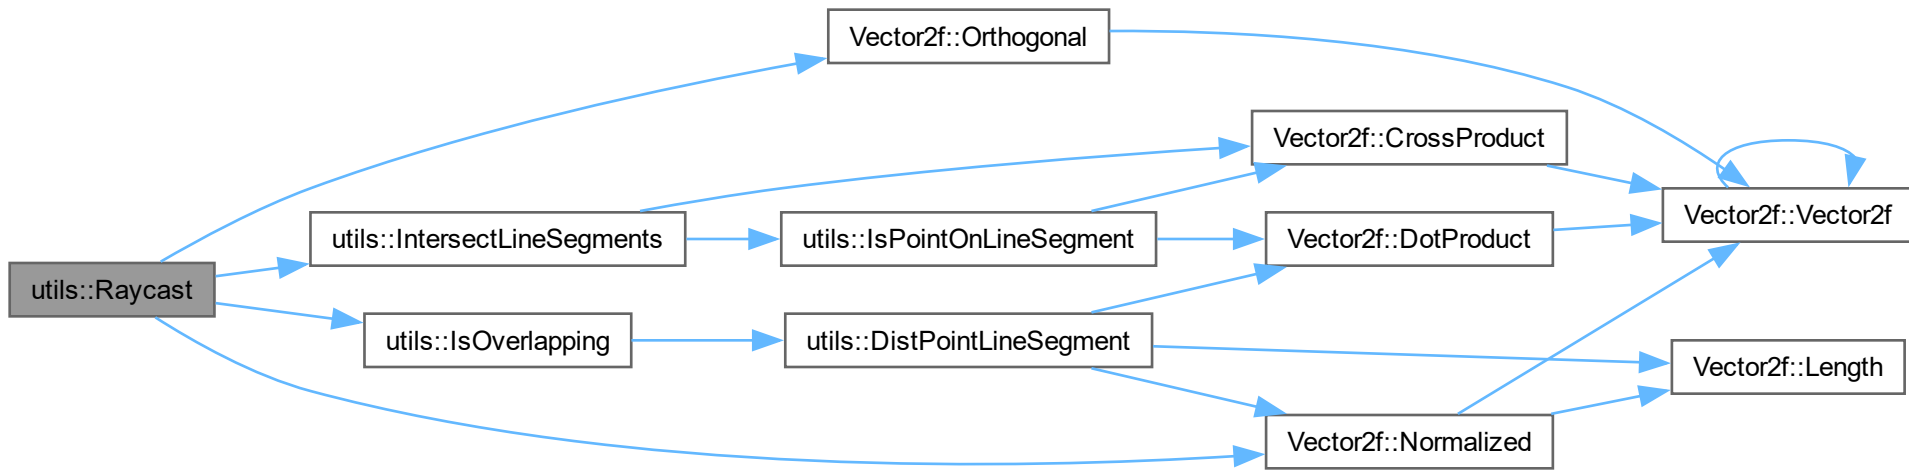 utils::Raycast
Vector2f::Orthogonal
utils::IntersectLineSegments
utils::IsOverlapping
utils::IsPointOnLineSegment
utils::DistPointLineSegment
Vector2f::CrossProduct
Vector2f::DotProduct
Vector2f::Normalized
Vector2f::Vector2f
Vector2f::Length